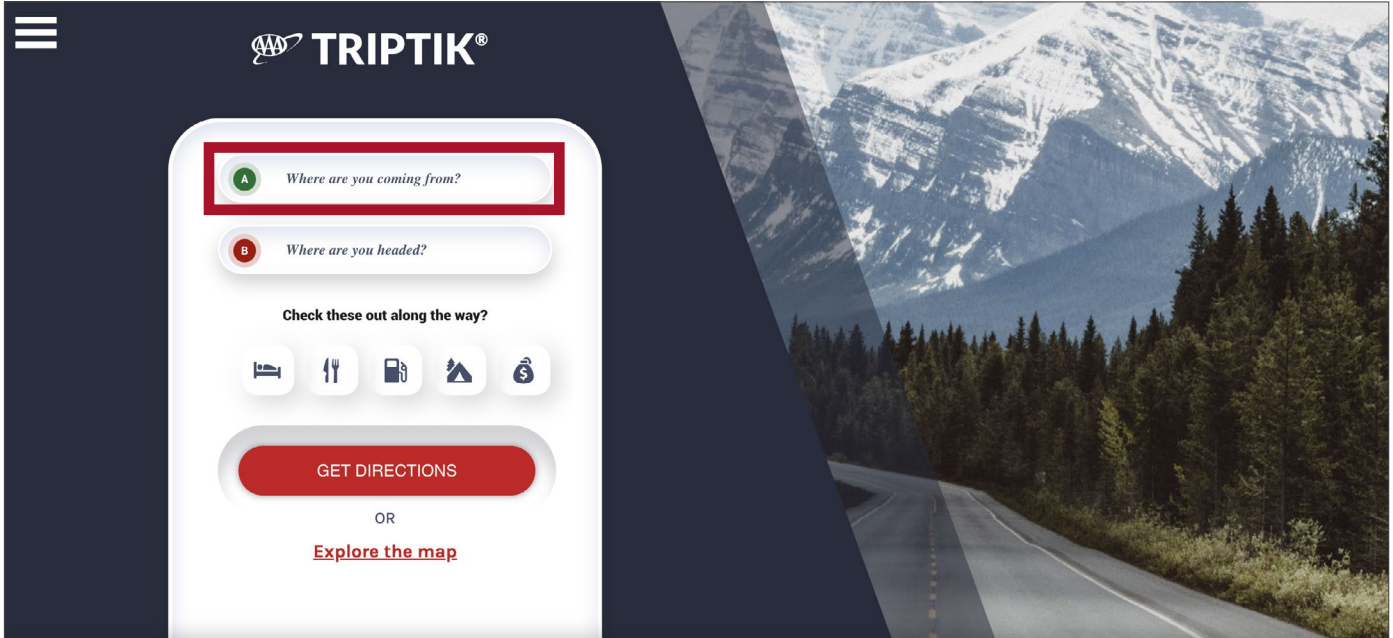 AAA TRIPTIK®
A Where are you coming from?
B Where are you headed?
Check these out along the way?
$
GET DIRECTIONS
OR
Explore the map